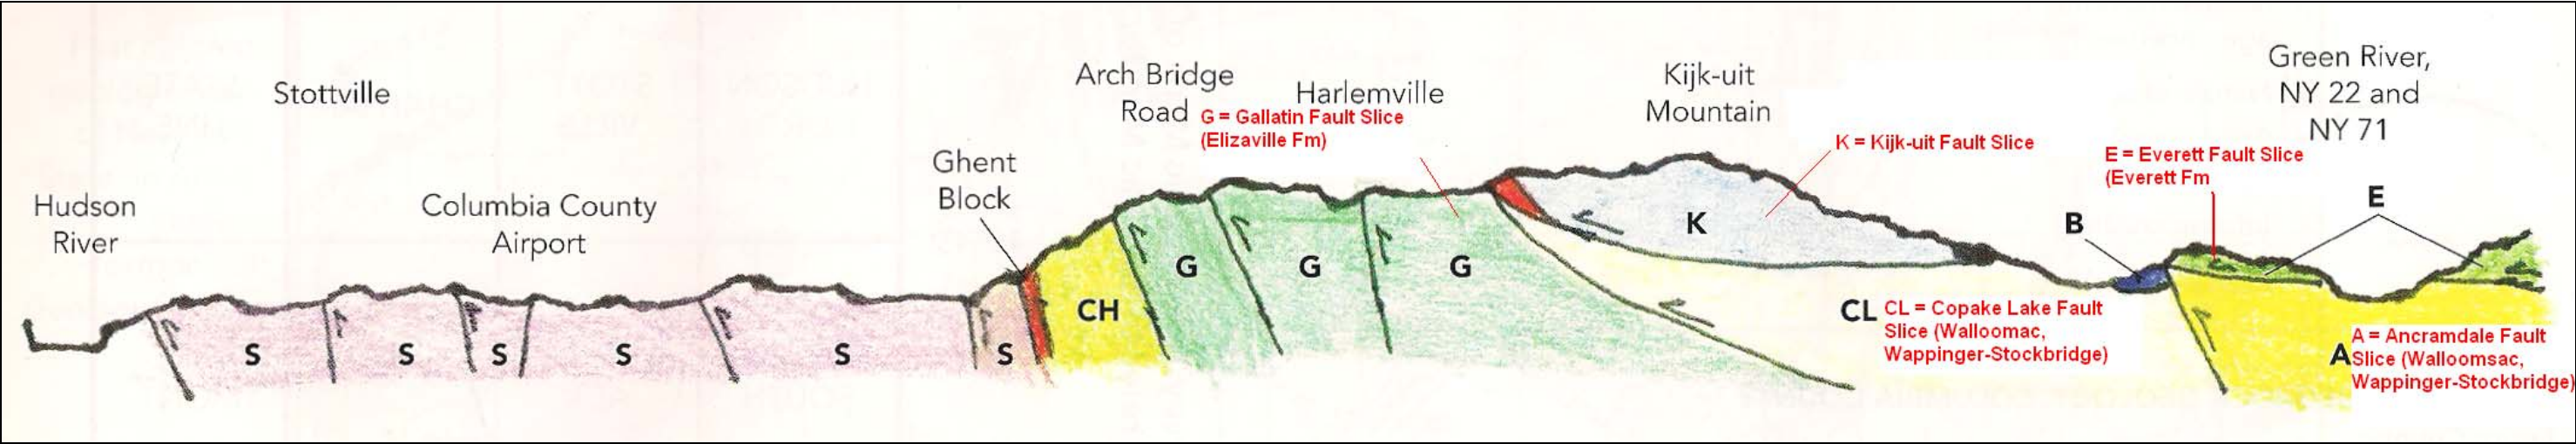 Hudson
River
Stottville
Columbia County
Airport
Ghent
Block
Arch Bridge
Road
Harlemville
G = Gallatin Fault Slice
(Elizaville Fm)
Kijk-uit
Mountain
K = Kijk-uit Fault Slice
Green River,
NY 22 and
NY 71
E = Everett Fault Slice
(Everett Fm
E
B
S
S
S
S
S
S
CH
G
G
G
K
CL
CL = Copake Lake Fault
Slice (Walloomac,
Wappinger-Stockbridge)
A
A = Ancramdale Fault
Slice (Walloomsac,
Wappinger-Stockbridge)